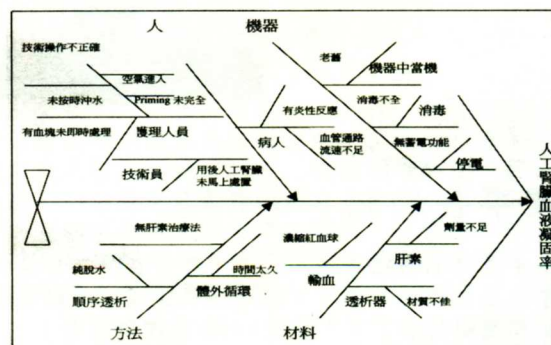 人
機器
技術操作不正確
空氣進入
Priming 未完全
未按時沖水
有血塊未即時處理
護理人員
技術員
用後人工腎臟
未馬上處置
病人
有炎性反應
血管通路
流速不足
老舊
機器中當機
消毒不全
消毒
無蓄電功能
停電
人工腎臟血液凝固率
無肝素治療法
純脫水
順序透析
時間太久
體外循環
濃縮紅血球
輸血
劑量不足
肝素
透析器
材質不佳
方法
材料